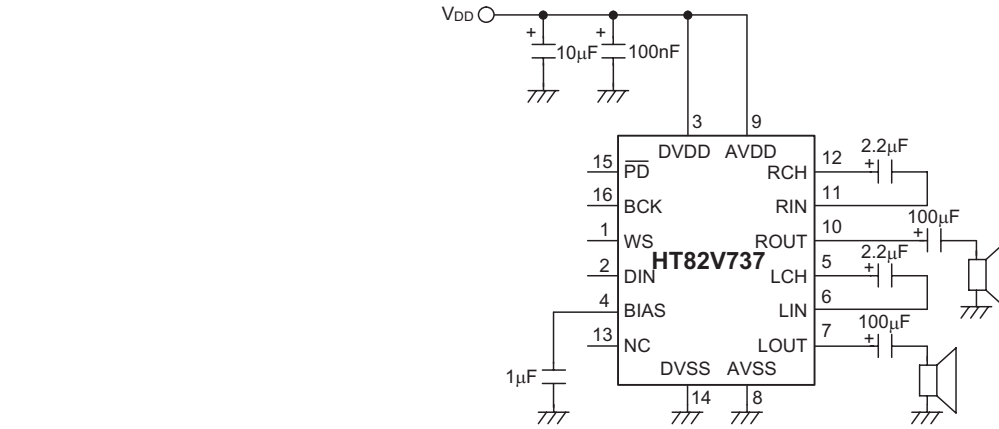 VDD
+
10μF
+
100nF
3
9
DVDD AVDD
15
PD
16
BCK
1
WS
2
DIN
4
BIAS
13
NC
HT82V737
12
RCH
2.2μF
+
11
RIN
10
ROUT
100μF
+
5
LCH
2.2μF
+
6
LIN
7
LOUT
100μF
+
DVSS AVSS
14
8
1μF